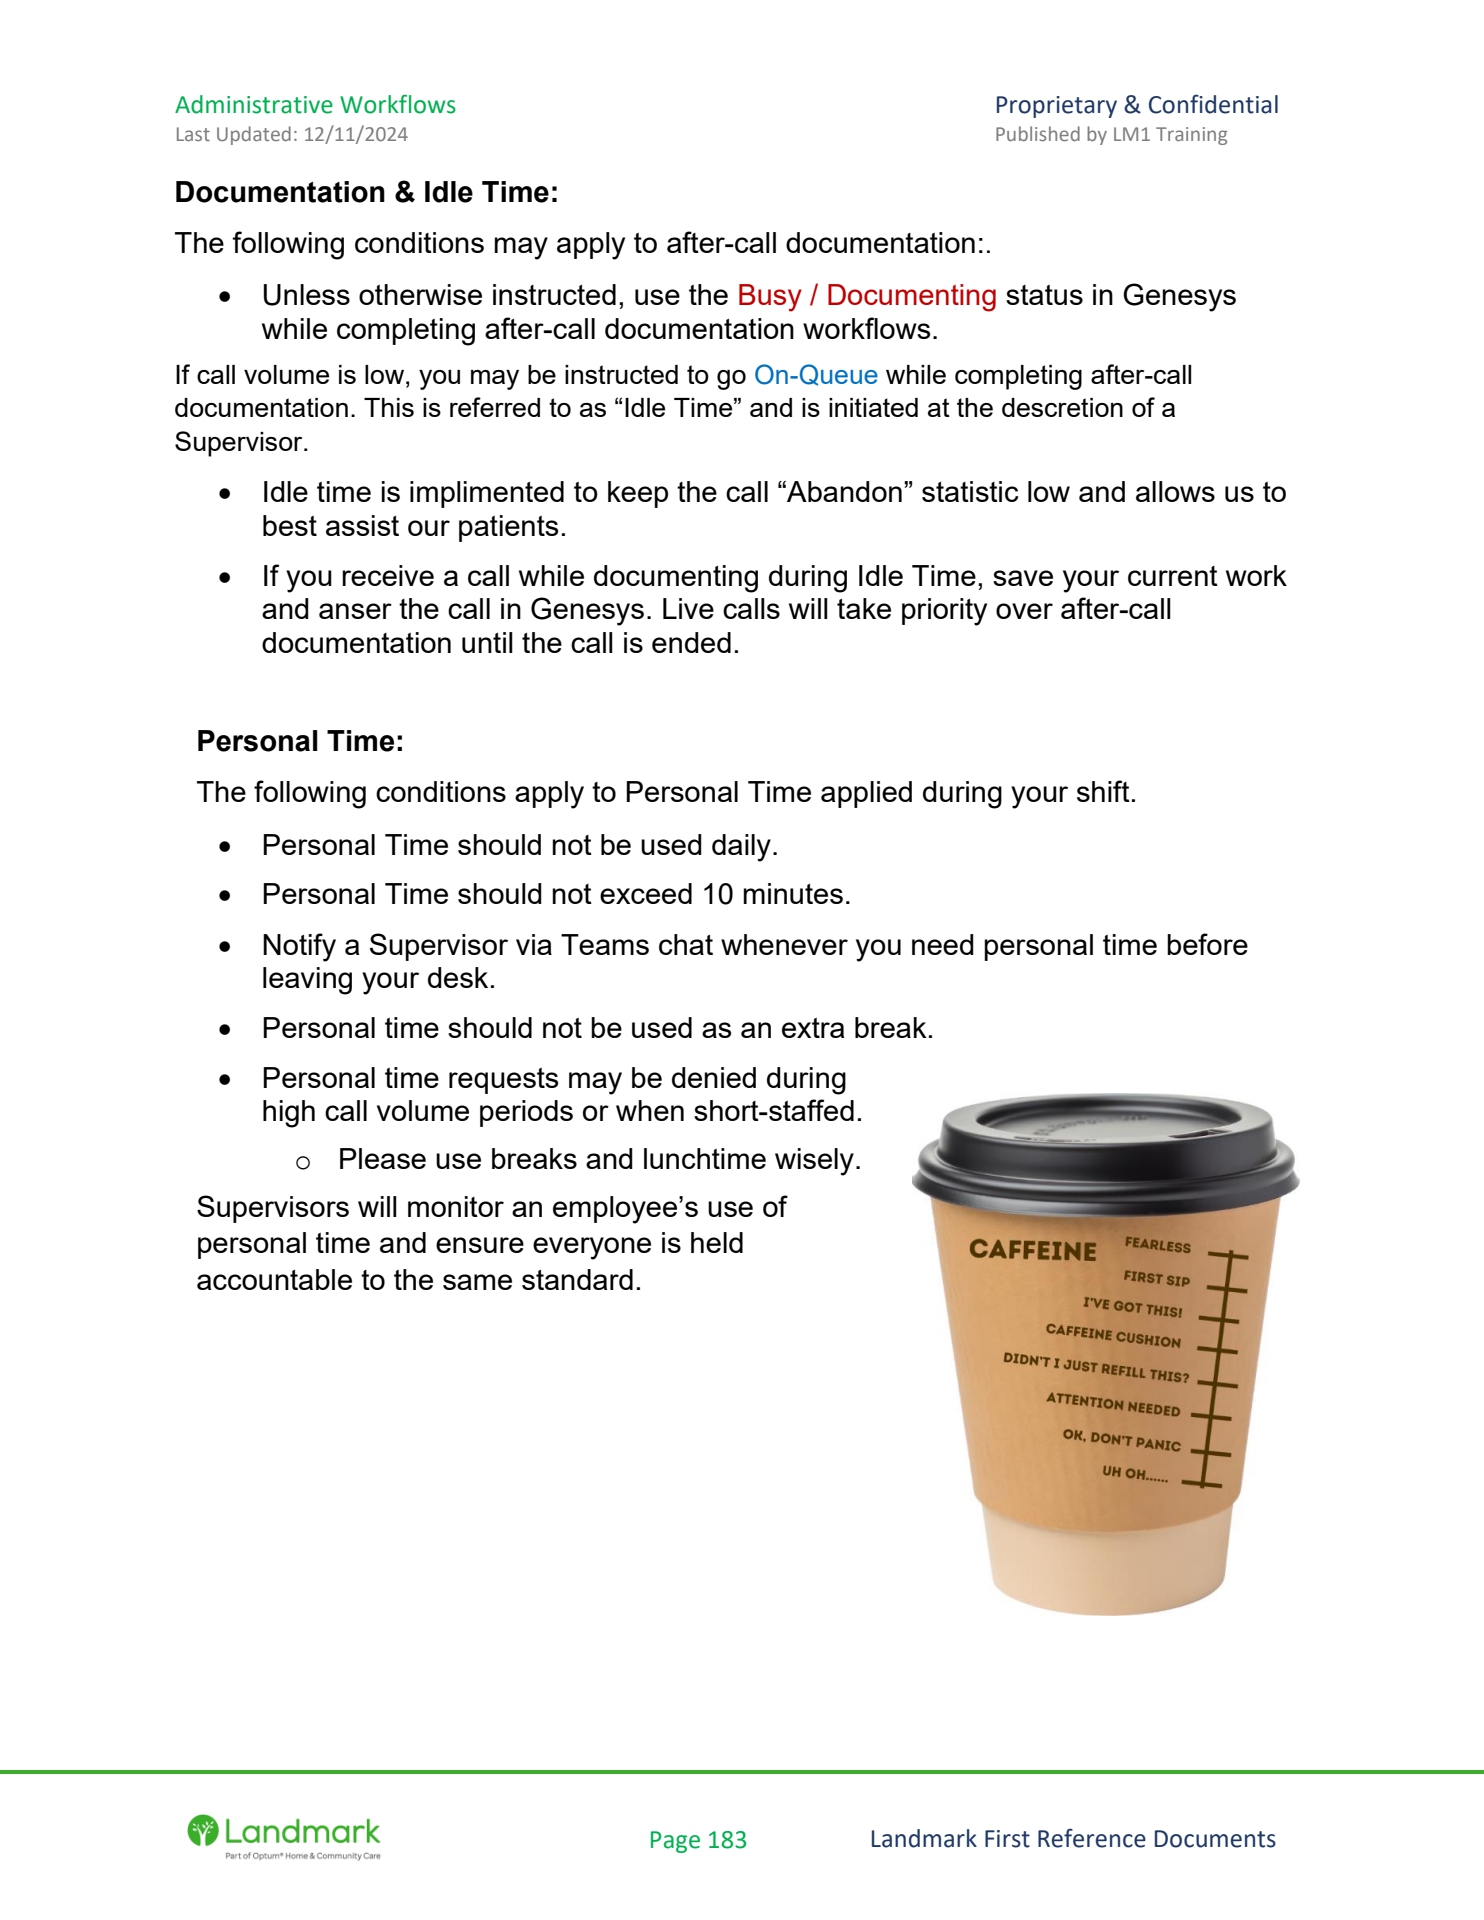 Administrative Workflows
Last Updated: 12/11/2024
Proprietary & Confidential
Published by LM1 Training
Documentation & Idle Time:
The following conditions may apply to after-call documentation:.
• Unless otherwise instructed, use the Busy / Documenting status in Genesys
while completing after-call documentation workflows.
If call volume is low, you may be instructed to go On-Queue while completing after-call
documentation. This is referred to as “Idle Time” and is initiated at the descretion of a
Supervisor.
• Idle time is implimented to keep the call “Abandon” statistic low and allows us to
best assist our patients.
• If you receive a call while documenting during Idle Time, save your current work
and anser the call in Genesys. Live calls will take priority over after-call
documentation until the call is ended.
Personal Time:
The following conditions apply to Personal Time applied during your shift.
• Personal Time should not be used daily.
• Personal Time should not exceed 10 minutes.
• Notify a Supervisor via Teams chat whenever you need personal time before
leaving your desk.
• Personal time should not be used as an extra break.
• Personal time requests may be denied during
high call volume periods or when short-staffed.
o Please use breaks and lunchtime wisely.
Supervisors will monitor an employee’s use of
personal time and ensure everyone is held
accountable to the same standard.
CAFFEINE
FEARLESS
FIRST SIP
I'VE GOT THIS!
CAFFEINE CUSHION
DIDN'T I JUST REFILL THIS?
ATTENTION NEEDED
OK, DON'T PANIC
UH OH......
Landmark
Part of Optum® Home & Community Care
Page 183
Landmark First Reference Documents